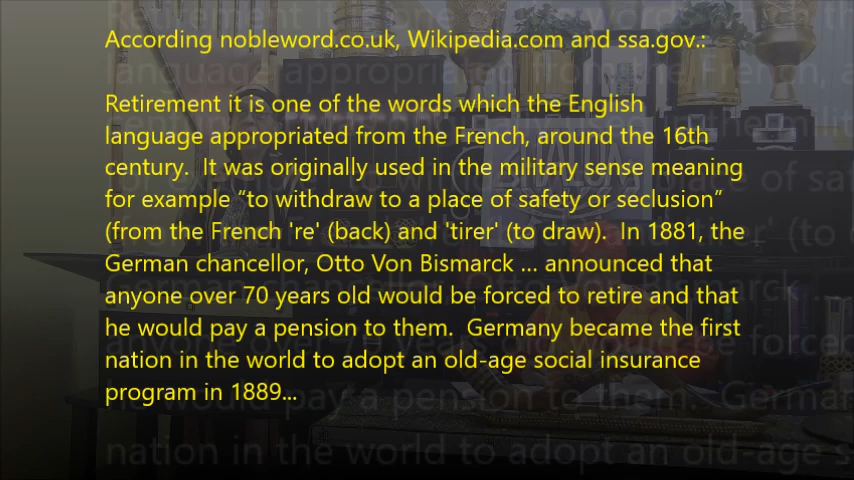 According nobleword.co.uk, Wikipedia.com and ssa.gov.:
Retirement it is one of the words which the English
language appropriated from the French, around the 16th
century.  It was originally used in the military sense meaning
for example “to withdraw to a place of safety or seclusion”
(from the French 're' (back) and 'tirer' (to draw).  In 1881, the
German chancellor, Otto Von Bismarck ... announced that
anyone over 70 years old would be forced to retire and that
he would pay a pension to them.  Germany became the first
nation in the world to adopt an old-age social insurance
program in 1889...